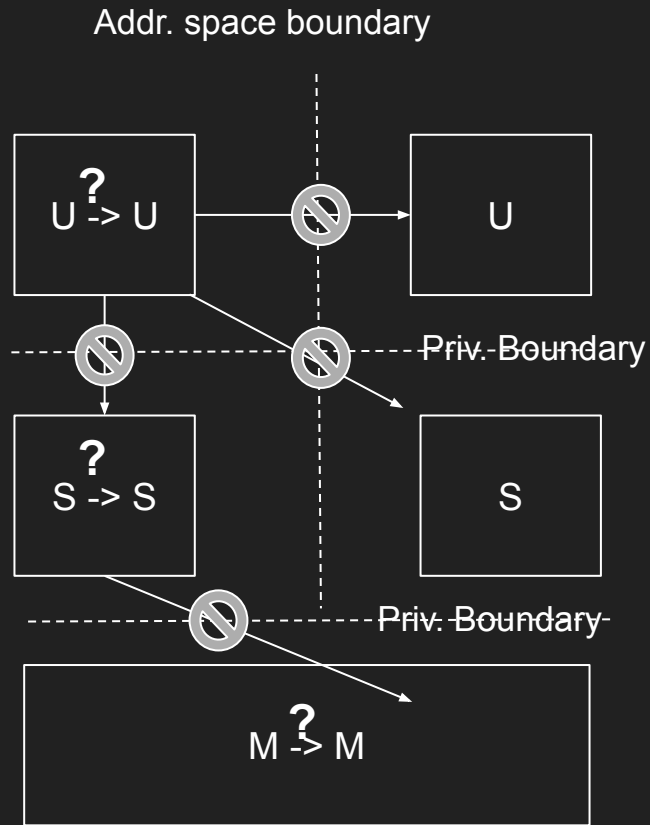 Addr. space boundary
?
U -> U
U
Priv. Boundary
?
S -> S
S
Priv. Boundary
?
M -> M